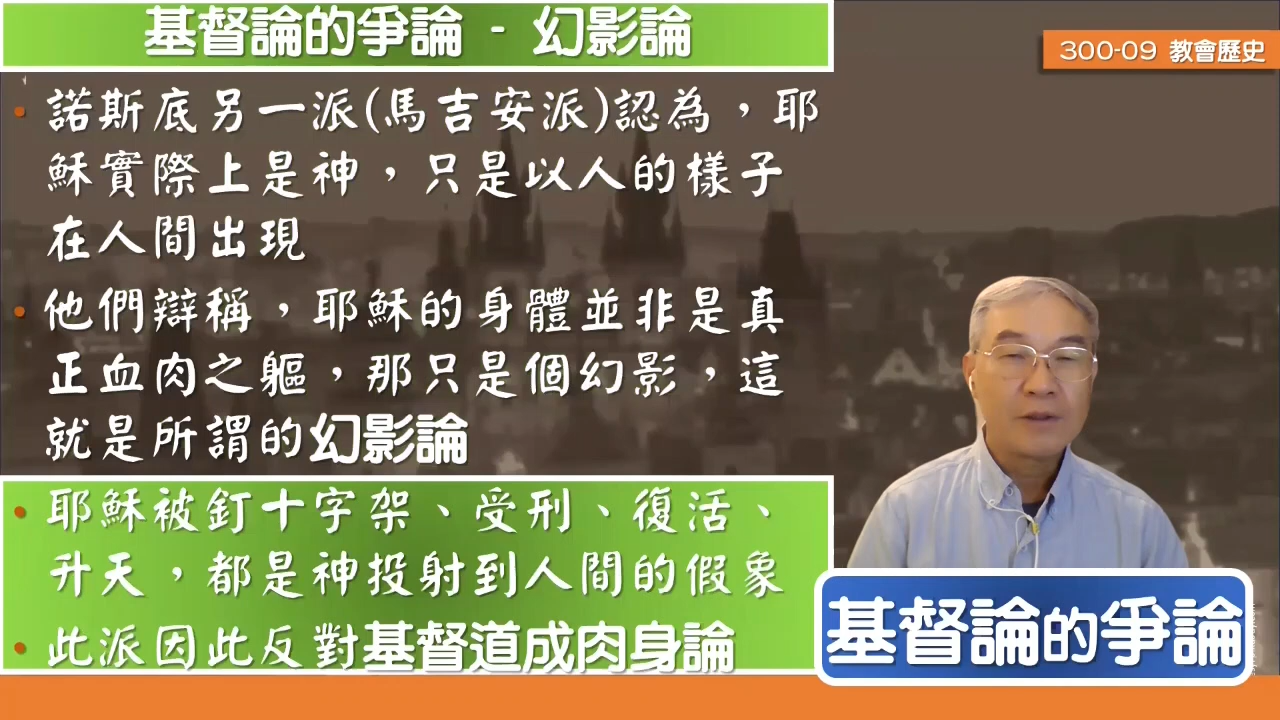 基督論的爭論 - 幻影論
300-09 教會歷史
• 諾斯底另一派(馬吉安派)認為，耶
穌實際上是神，只是以人的樣子
在人間出現
• 他們辯稱，耶穌的身體並非是真
正血肉之軀，那只是個幻影，這
就是所謂的幻影論
• 耶穌被釘十字架、受刑、復活、
升天，都是神投射到人間的假象
• 此派因此反對基督道成肉身論
基督論的爭論